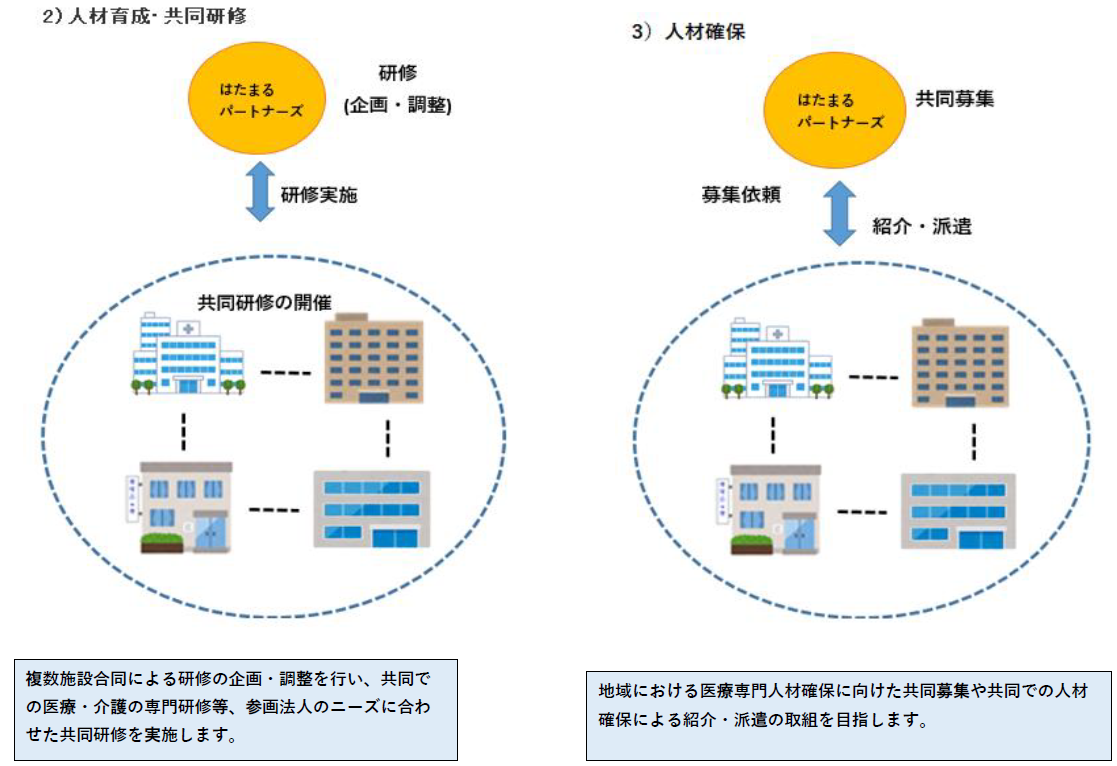 2) 人材育成・共同研修
はたまる
パートナーズ
研修
(企画・調整)
研修実施
共同研修の開催
複数施設合同による研修の企画・調整を行い、共同で
の医療・介護の専門研修等、参画法人のニーズに合わ
せた共同研修を実施します。
3) 人材確保
はたまる
パートナーズ
共同募集
募集依頼
紹介・派遣
地域における医療専門人材確保に向けた共同募集や共同での人材
確保による紹介・派遣の取組を目指します。